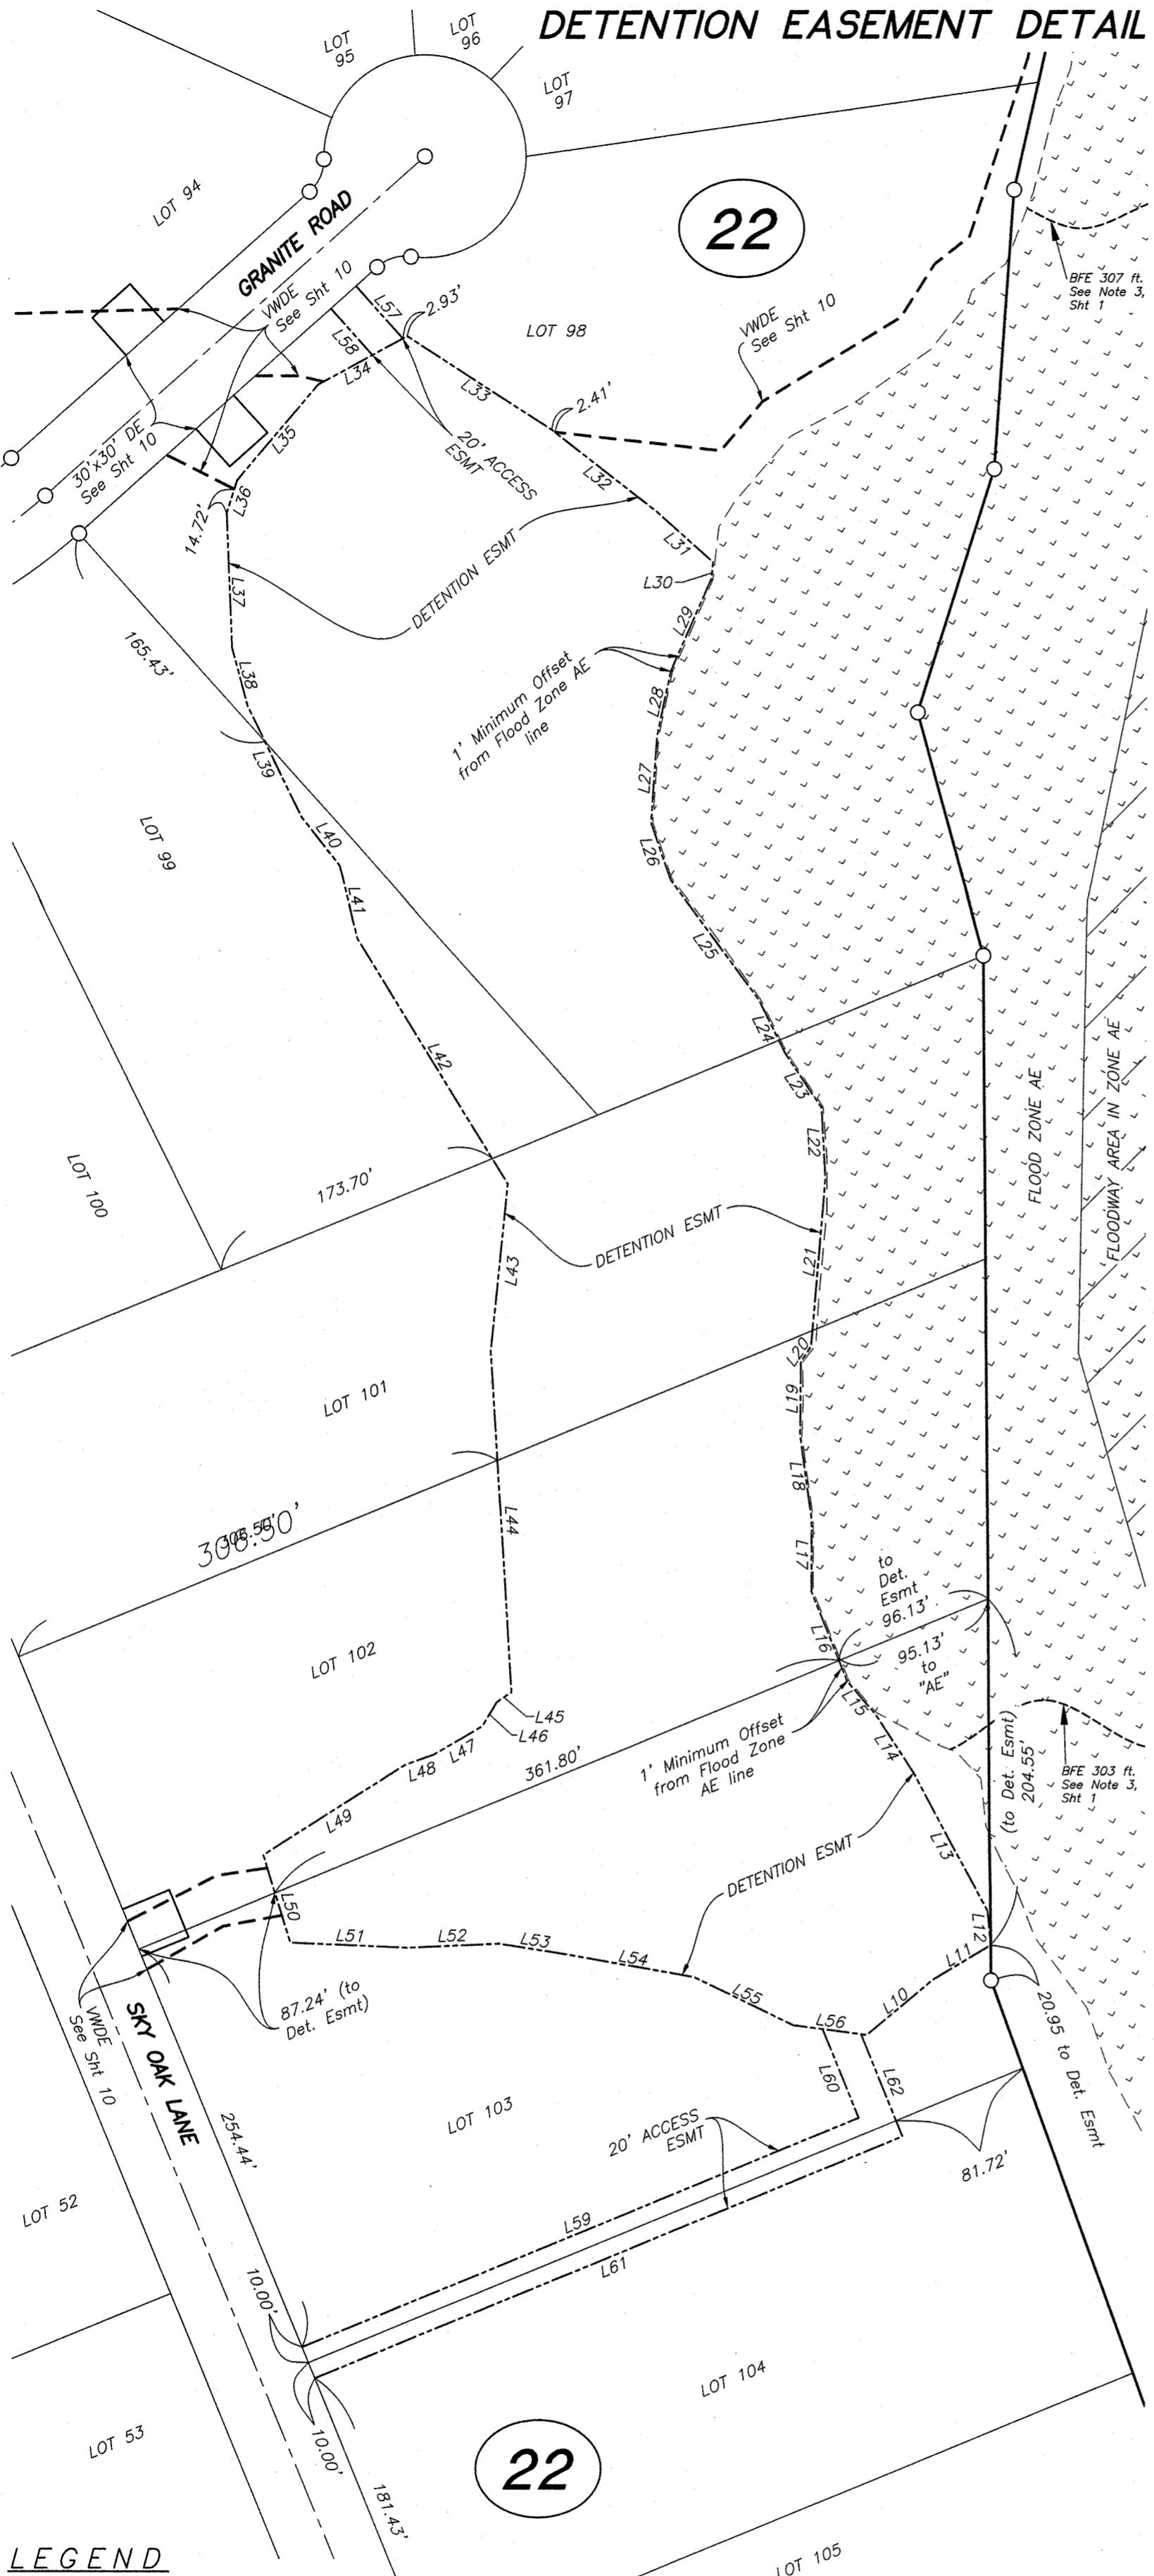 DETENTION EASEMENT DETAIL
LOT
95
LOT
96
LOT
97
LOT 94
GRANITE ROAD
VWDE
See Sht 10
22
BFE 307 ft.
See Note 3,
Sht 1
L57
2.93'
LOT 98
VWDE
See Sht 10
L58
L34
L33
2.41'
30'x30' DE
See Sht 10
L35
20' ACCESS
ESMT
L32
L36
14.72'
L31
DETENTION ESMT
L30
L37
L29
165.43'
L38
1' Minimum Offset
from Flood Zone AE
line
L28
L39
L27
L40
LOT 99
L26
L41
L25
L24
L42
L23
FLOOD ZONE AE
FLOODWAY AREA IN ZONE AE
L22
LOT 100
173.70'
DETENTION ESMT
L43
L21
L20
LOT 101
L19
L18
306.50'
306.50'
L44
L17
to
Det.
Esmt
96.13'
L16
95.13'
to
"AE"
LOT 102
L45
L46
L15
L47
L14
L48
361.80'
1' Minimum Offset
from Flood Zone
AE line
(to Det. Esmt)
204.55'
BFE 303 ft.
See Note 3,
Sht 1
L49
L13
DETENTION ESMT
L50
L12
L51
L52
L53
L54
L11
L55
L10
87.24' (to
Det. Esmt)
L56
VWDE
See Sht 10
SKY OAK LANE
20.95 to Det. Esmt
L60
L62
LOT 103
254.44'
20' ACCESS
ESMT
81.72'
LOT 52
L59
L61
10.00'
LOT 104
LOT 53
10.00'
22
181.43'
LEGEND
LOT 105